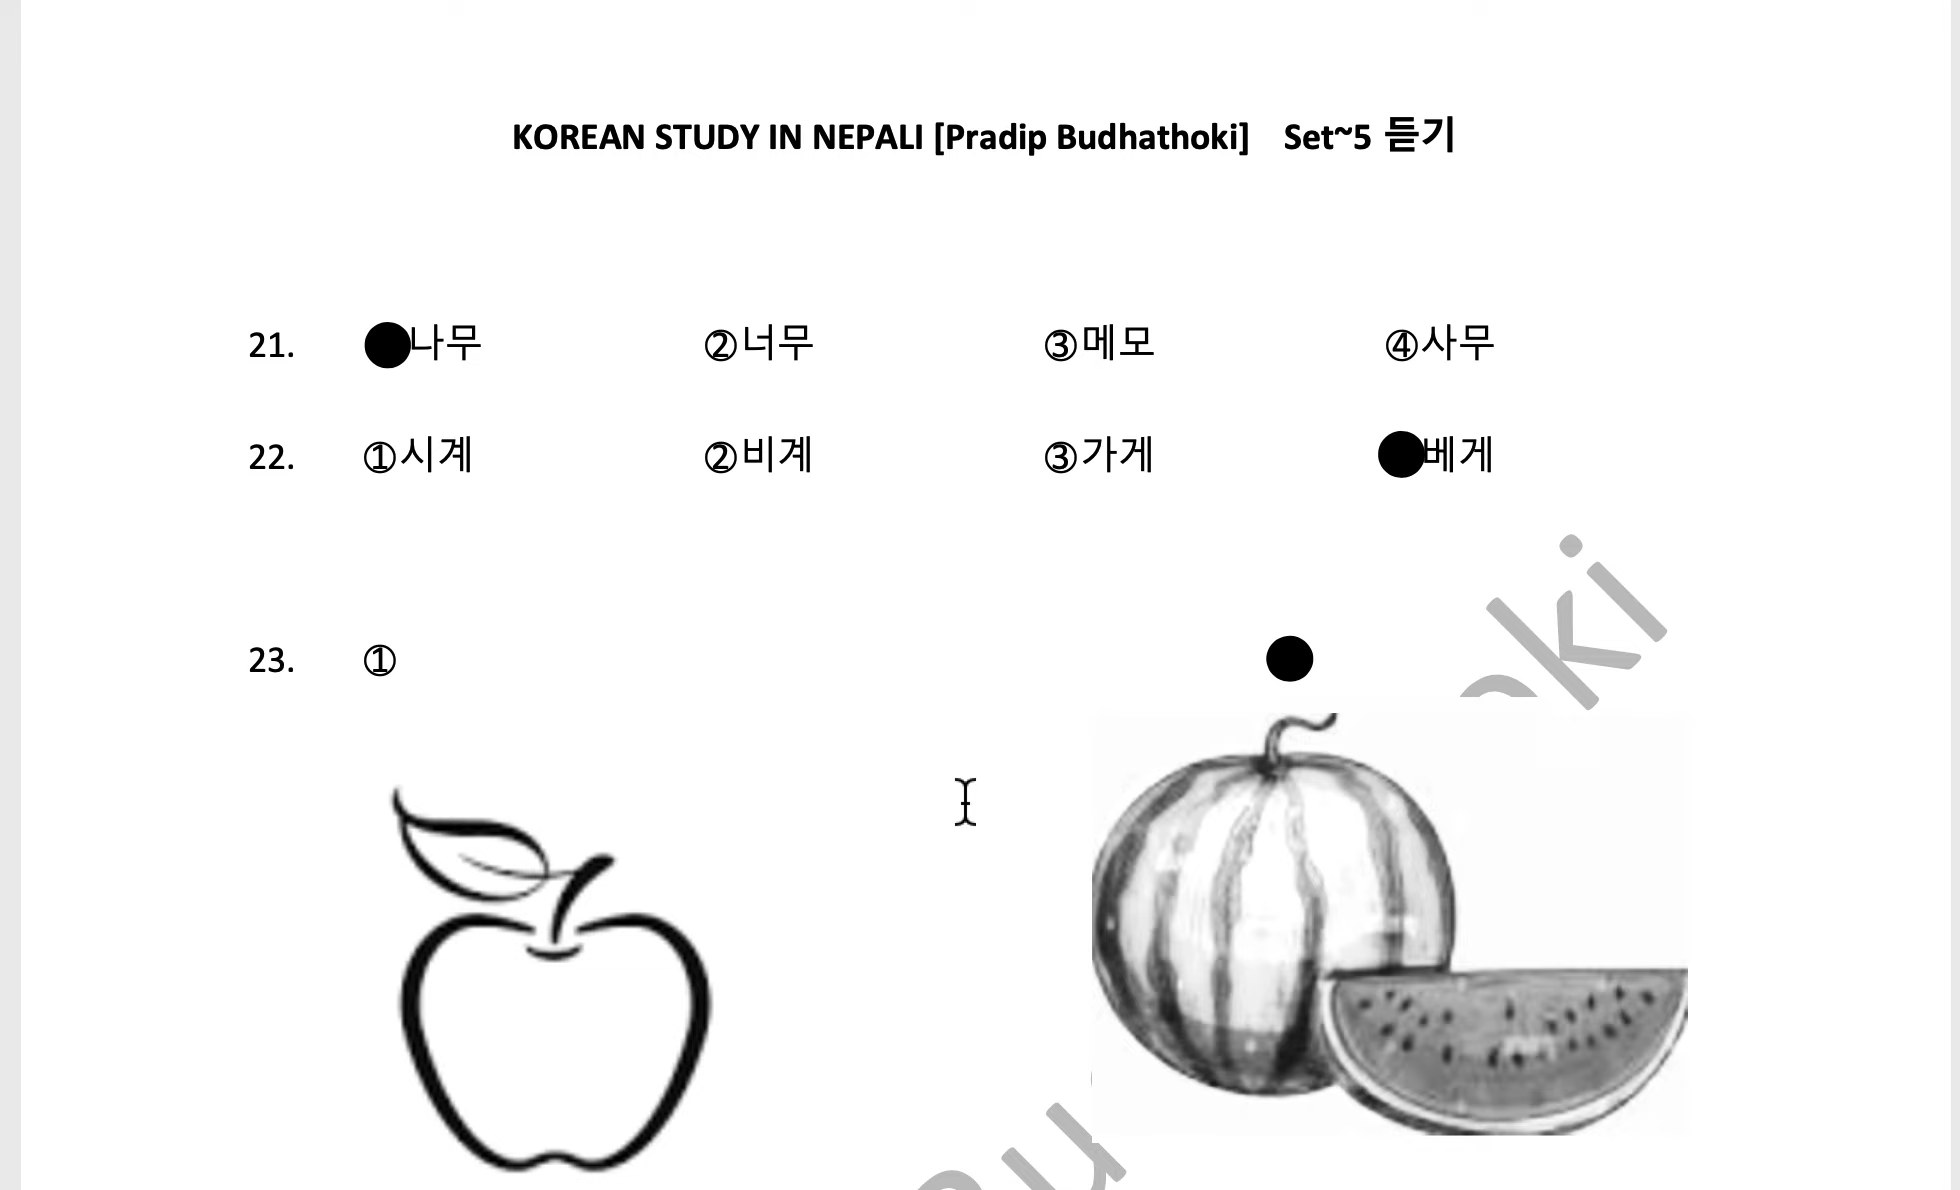 KOREAN STUDY IN NEPALI [Pradip Budhathoki] Set~5 듣기
21. ●나무 ②너무 ③메모 ④사무
22. ①시계 ②비계 ③가게 ●베게
23. ① ●